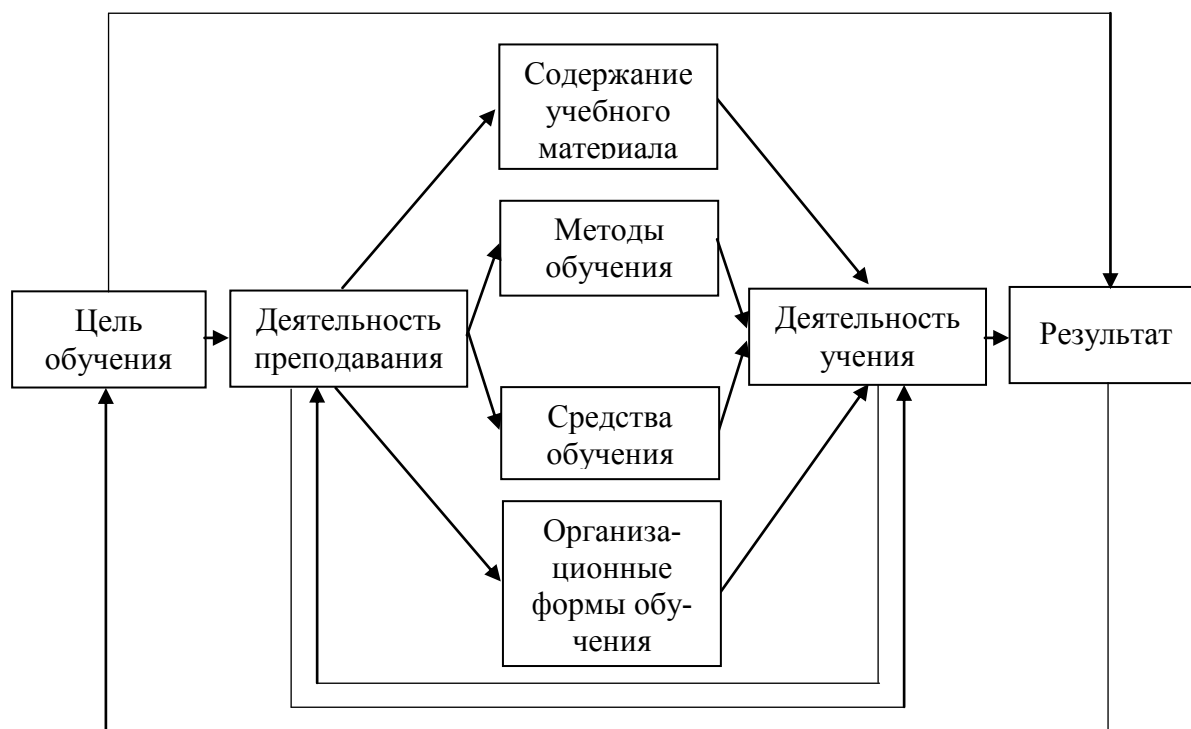 Содержание
учебного
материала
Методы
обучения
Цель
обучения
Деятельность
преподавания
Деятельность
учения
Результат
Средства
обучения
Организа-
ционные
формы обу-
чения